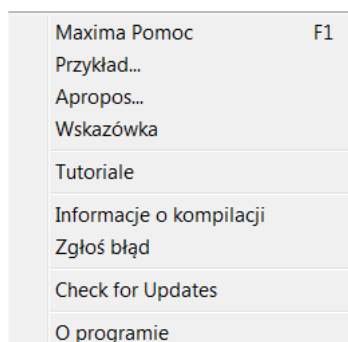 Maxima Pomoc F1
Przykład...
Apropos...
Wskazówka
Tutoriale
Informacje o kompilacji
Zgłoś błąd
Check for Updates
O programie